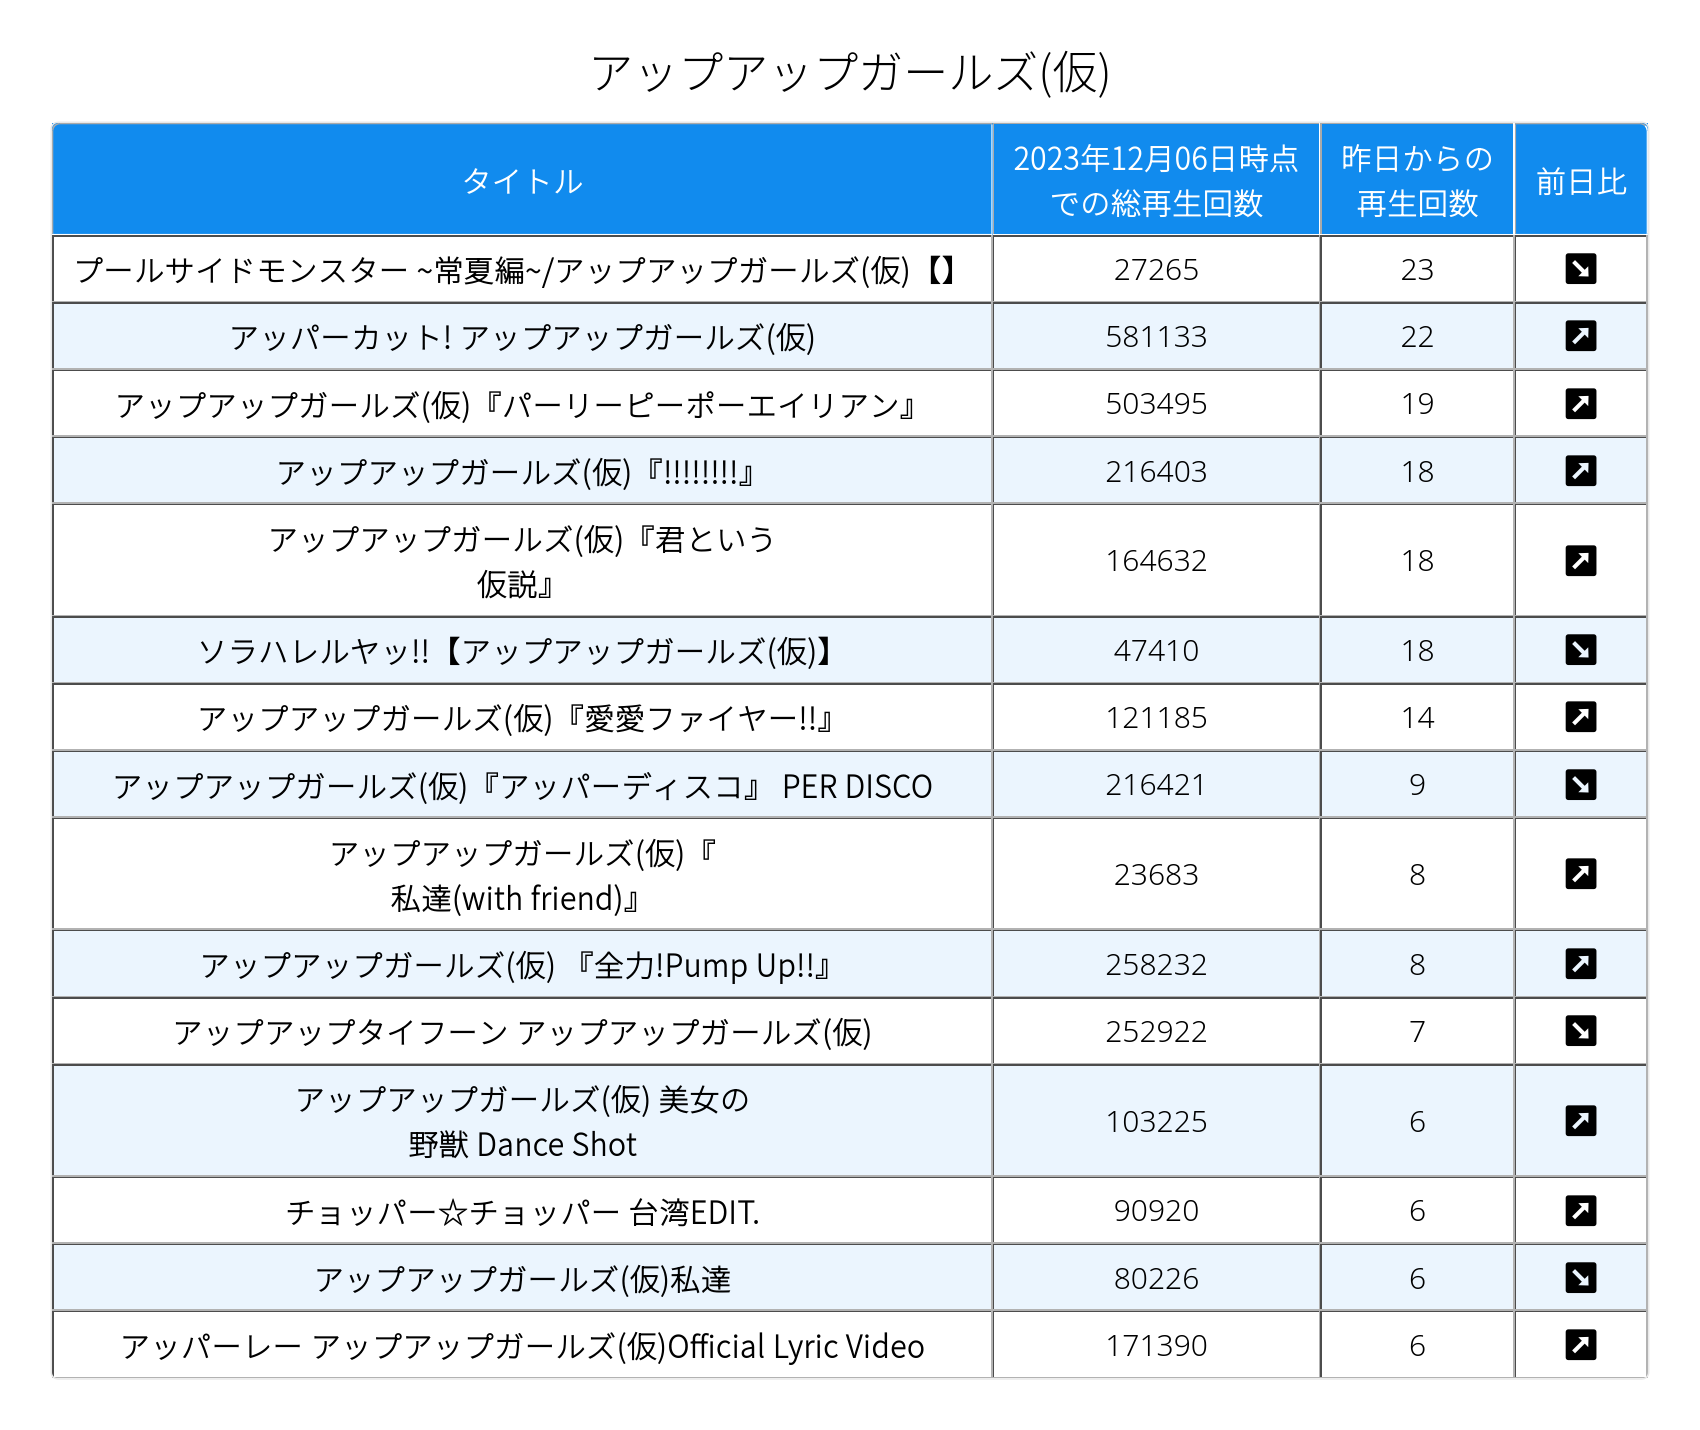 アップアップガールズ(仮)
タイトル 2023年12月06日時点での総再生回数 昨日からの再生回数 前日比
プールサイドモンスター ~常夏編~/アップアップガールズ(仮)【】 27265 23 ↘
アッパーカット! アップアップガールズ(仮) 581133 22 ↗
アップアップガールズ(仮)『パーリーピーポーエイリアン』 503495 19 ↗
アップアップガールズ(仮)『!!!!!!!!』 216403 18 ↗
アップアップガールズ(仮)『君という
仮説』 164632 18 ↗
ソラハレルヤッ!!【アップアップガールズ(仮)】 47410 18 ↘
アップアップガールズ(仮)『愛愛ファイヤー!!』 121185 14 ↗
アップアップガールズ(仮)『アッパーディスコ』 PER DISCO 216421 9 ↘
アップアップガールズ(仮)『
私達(with friend)』 23683 8 ↗
アップアップガールズ(仮) 『全力!Pump Up!!』 258232 8 ↗
アップアップタイフーン アップアップガールズ(仮) 252922 7 ↘
アップアップガールズ(仮) 美女の
野獣 Dance Shot 103225 6 ↗
チョッパー☆チョッパー 台湾EDIT. 90920 6 ↗
アップアップガールズ(仮)私達 80226 6 ↘
アッパーレー アップアップガールズ(仮)Official Lyric Video 171390 6 ↗